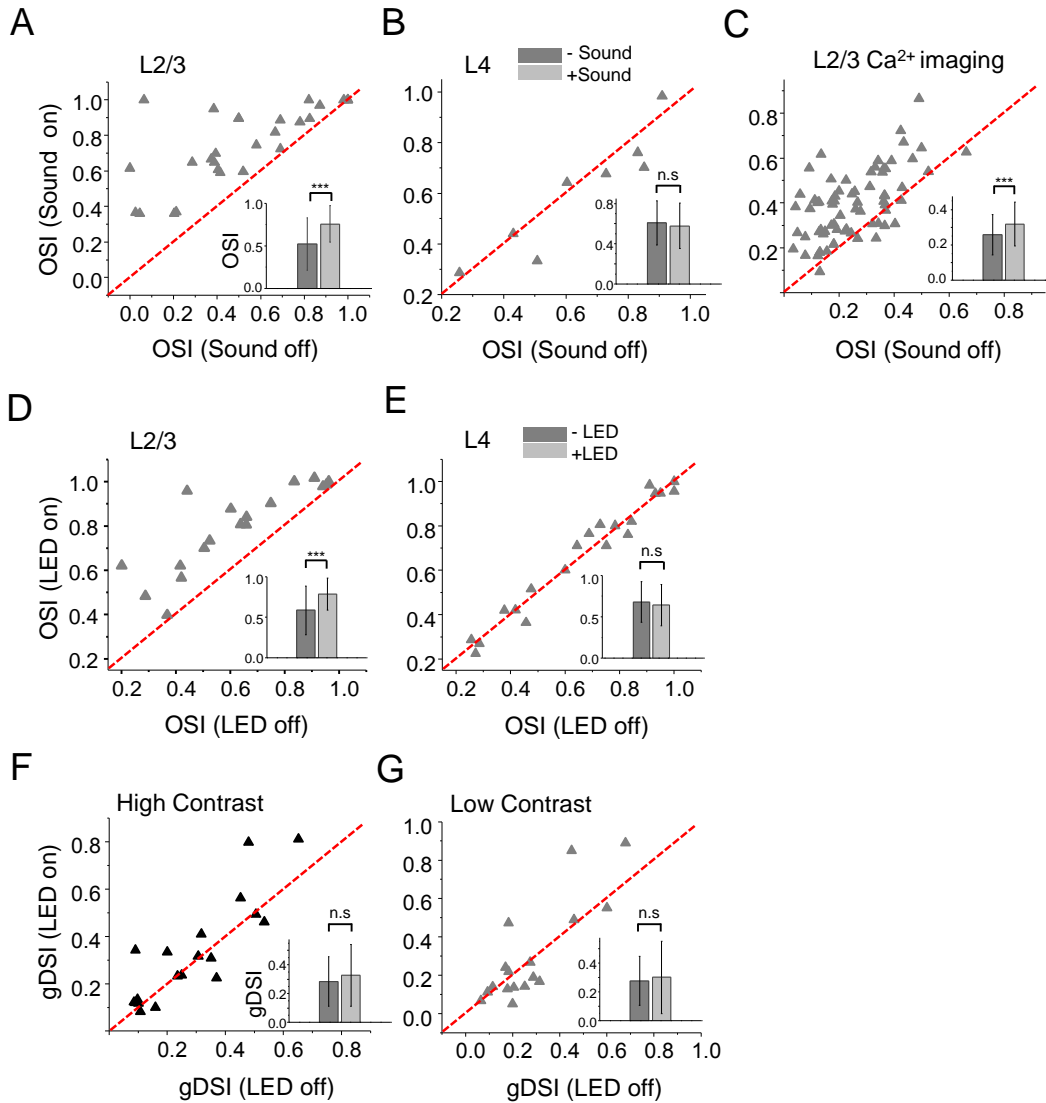 A
L2/3
OSI (Sound on)
1.0
0.8
0.6
0.4
0.2
0.0
0.0 0.2 0.4 0.6 0.8 1.0
OSI (Sound off)
OSI
1.0
0.5
0.0
***
B
L4
- Sound
+Sound
1.0
0.8
0.6
0.4
0.2
0.2 0.4 0.6 0.8 1.0
OSI (Sound off)
0.8
0.6
0.4
0.2
0.0
n.s
C
L2/3 Ca²⁺ imaging
0.8
0.6
0.4
0.2
0.2 0.4 0.6 0.8
OSI (Sound off)
0.4
0.2
0.0
***
D
L2/3
OSI (LED on)
1.0
0.8
0.6
0.4
0.2
0.2 0.4 0.6 0.8 1.0
OSI (LED off)
1.0
0.5
0.0
***
E
L4
- LED
+LED
1.0
0.8
0.6
0.4
0.2
0.2 0.4 0.6 0.8 1.0
OSI (LED off)
1.0
0.5
0.0
n.s
F
High Contrast
gDSI (LED on)
0.8
0.6
0.4
0.2
0.2 0.4 0.6 0.8
gDSI (LED off)
gDSI
0.4
0.2
0.0
n.s
G
Low Contrast
1.0
0.8
0.6
0.4
0.2
0.0
0.0 0.2 0.4 0.6 0.8 1.0
gDSI (LED off)
0.4
0.2
0.0
n.s